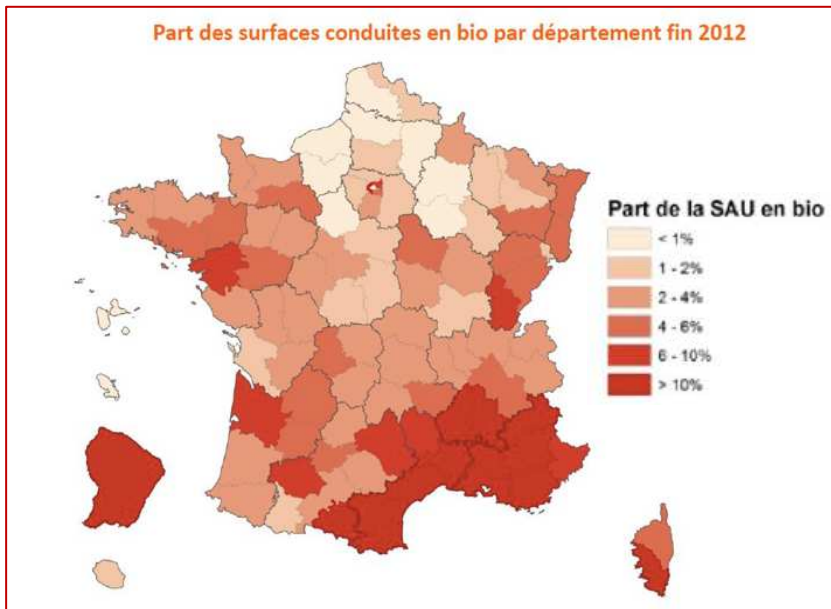 Part des surfaces conduites en bio par département fin 2012
Part de la SAU en bio
< 1%
1 - 2%
2 - 4%
4 - 6%
6 - 10%
> 10%